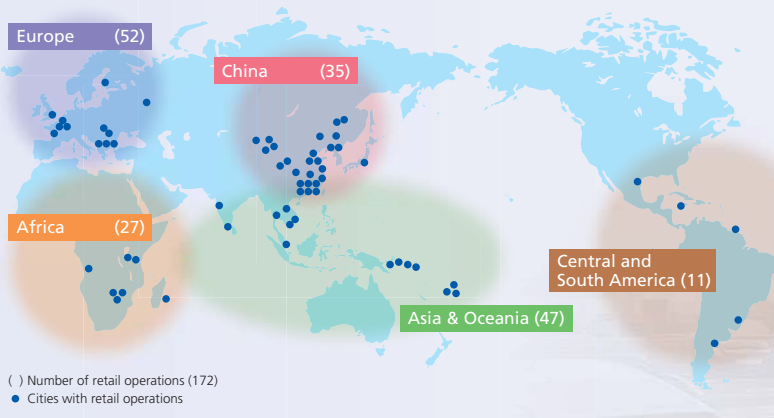 Europe (52)
China (35)
Africa (27)
Central and
South America (11)
Asia & Oceania (47)
( ) Number of retail operations (172)
● Cities with retail operations